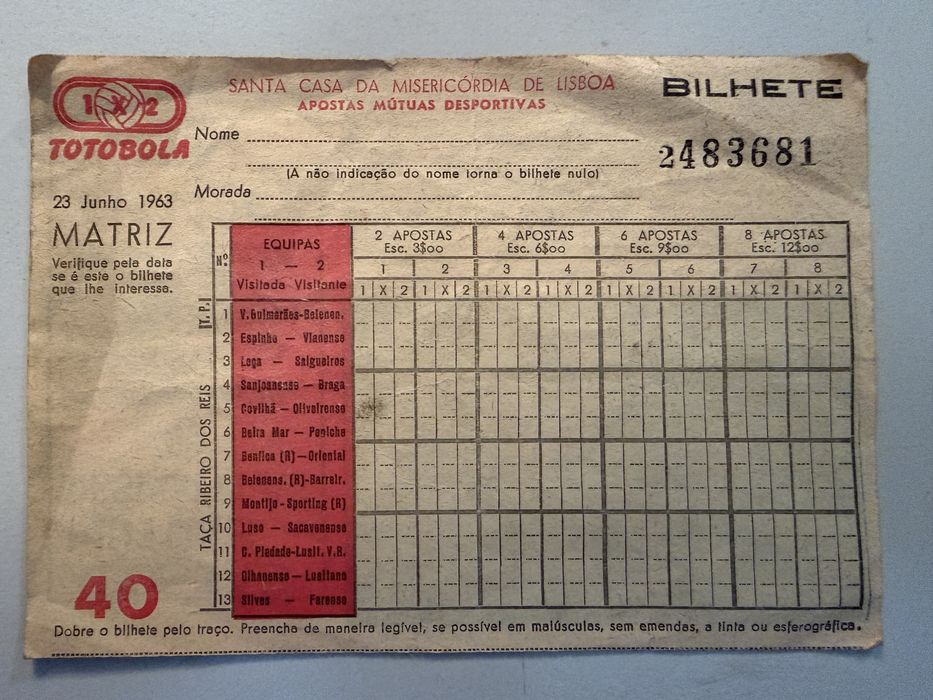 1 X 2
TOTOBOLA
SANTA CASA DA MISERICÓRDIA DE LISBOA
APOSTAS MÚTUAS DESPORTIVAS
BILHETE
2483681
Nome
(A não indicação do nome torna o bilhete nulo)
Morada
23 Junho 1963
MATRIZ
Verifique pela data
se é este o bilhete
que lhe interessa.
N.º
EQUIPAS
1 — 2
Visitada Visitante
2 APOSTAS 4 APOSTAS 6 APOSTAS 8 APOSTAS
Esc. 3$00 Esc. 6$00 Esc. 9$00 Esc. 12$00
1 2 3 4 5 6 7 8
1 X 2 1 X 2 1 X 2 1 X 2 1 X 2 1 X 2 1 X 2 1 X 2
T. P.
TAÇA RIBEIRO DOS REIS
1 V. Guimarães-Belenen.
2 Espinho — Vianense
3 Leça — Salgueiros
4 Sanjoanense — Braga
5 Covilhã — Oliveirense
6 Beira Mar — Peniche
7 Benfica (R)—Oriental
8 Belenens. (R)-Barreir.
9 Montijo - Sporting (R)
10 Luso — Sacavenense
11 C. Piedade-Lusit. V.R.
12 Olhanense — Lusitano
13 Silves — Farense
40
Dobre o bilhete pelo traço. Preencha de maneira legível, se possível em maiúsculas, sem emendas, a tinta ou esferográfica.